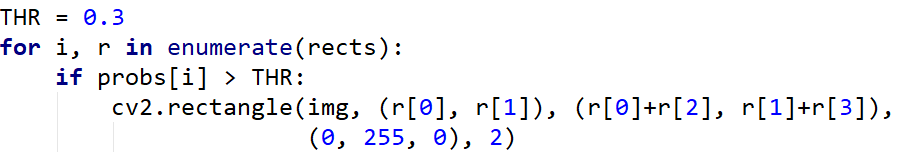 THR = 0.3
for i, r in enumerate(rects):
    if probs[i] > THR:
        cv2.rectangle(img, (r[0], r[1]), (r[0]+r[2], r[1]+r[3]),
                      (0, 255, 0), 2)